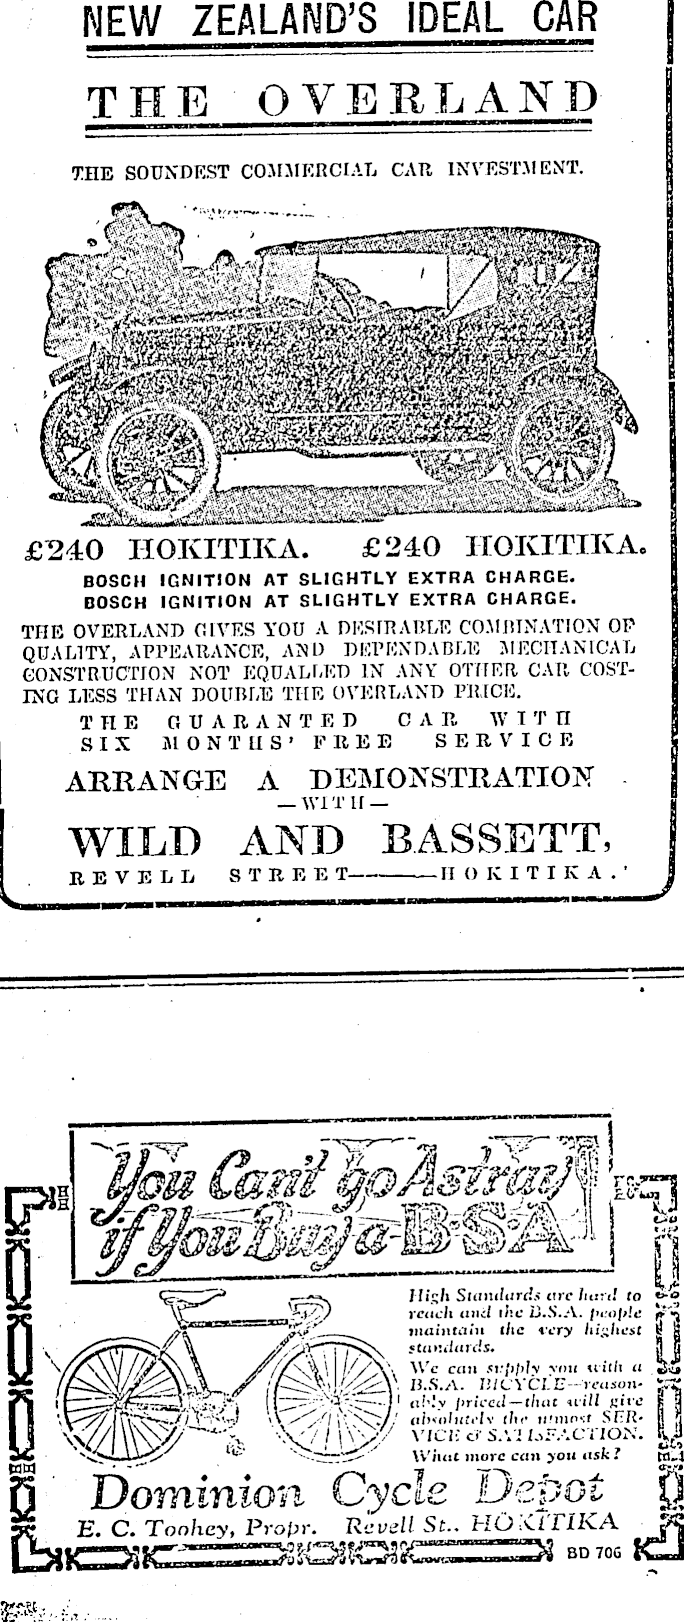 NEW ZEALAND'S IDEAL CAR
THE OVERLAND
THE SOUNDEST COMMERCIAL CAR INVESTMENT.
£240 HOKITIKA. £240 HOKITIKA.
BOSCH IGNITION AT SLIGHTLY EXTRA CHARGE.
BOSCH IGNITION AT SLIGHTLY EXTRA CHARGE.
THE OVERLAND GIVES YOU A DESIRABLE COMBINATION OF
QUALITY, APPEARANCE, AND DEPENDABLE MECHANICAL
CONSTRUCTION NOT EQUALLED IN ANY OTHER CAR COST-
ING LESS THAN DOUBLE THE OVERLAND PRICE.
THE GUARANTED CAR WITH
SIX MONTHS' FREE SERVICE
ARRANGE A DEMONSTRATION
—WITH—
WILD AND BASSETT,
REVELL STREET———HOKITIKA.
You Can't go Astray
if You Buy a B·S·A
High Standards are hard to
reach and the B.S.A. people
maintain the very highest
standards.
We can supply you with a
B.S.A. BICYCLE—reason-
ably priced—that will give
absolutely the utmost SER-
VICE & SATISFACTION.
What more can you ask?
Dominion Cycle Depot
E. C. Toohey, Propr. Revell St.. HOKITIKA
BD 706